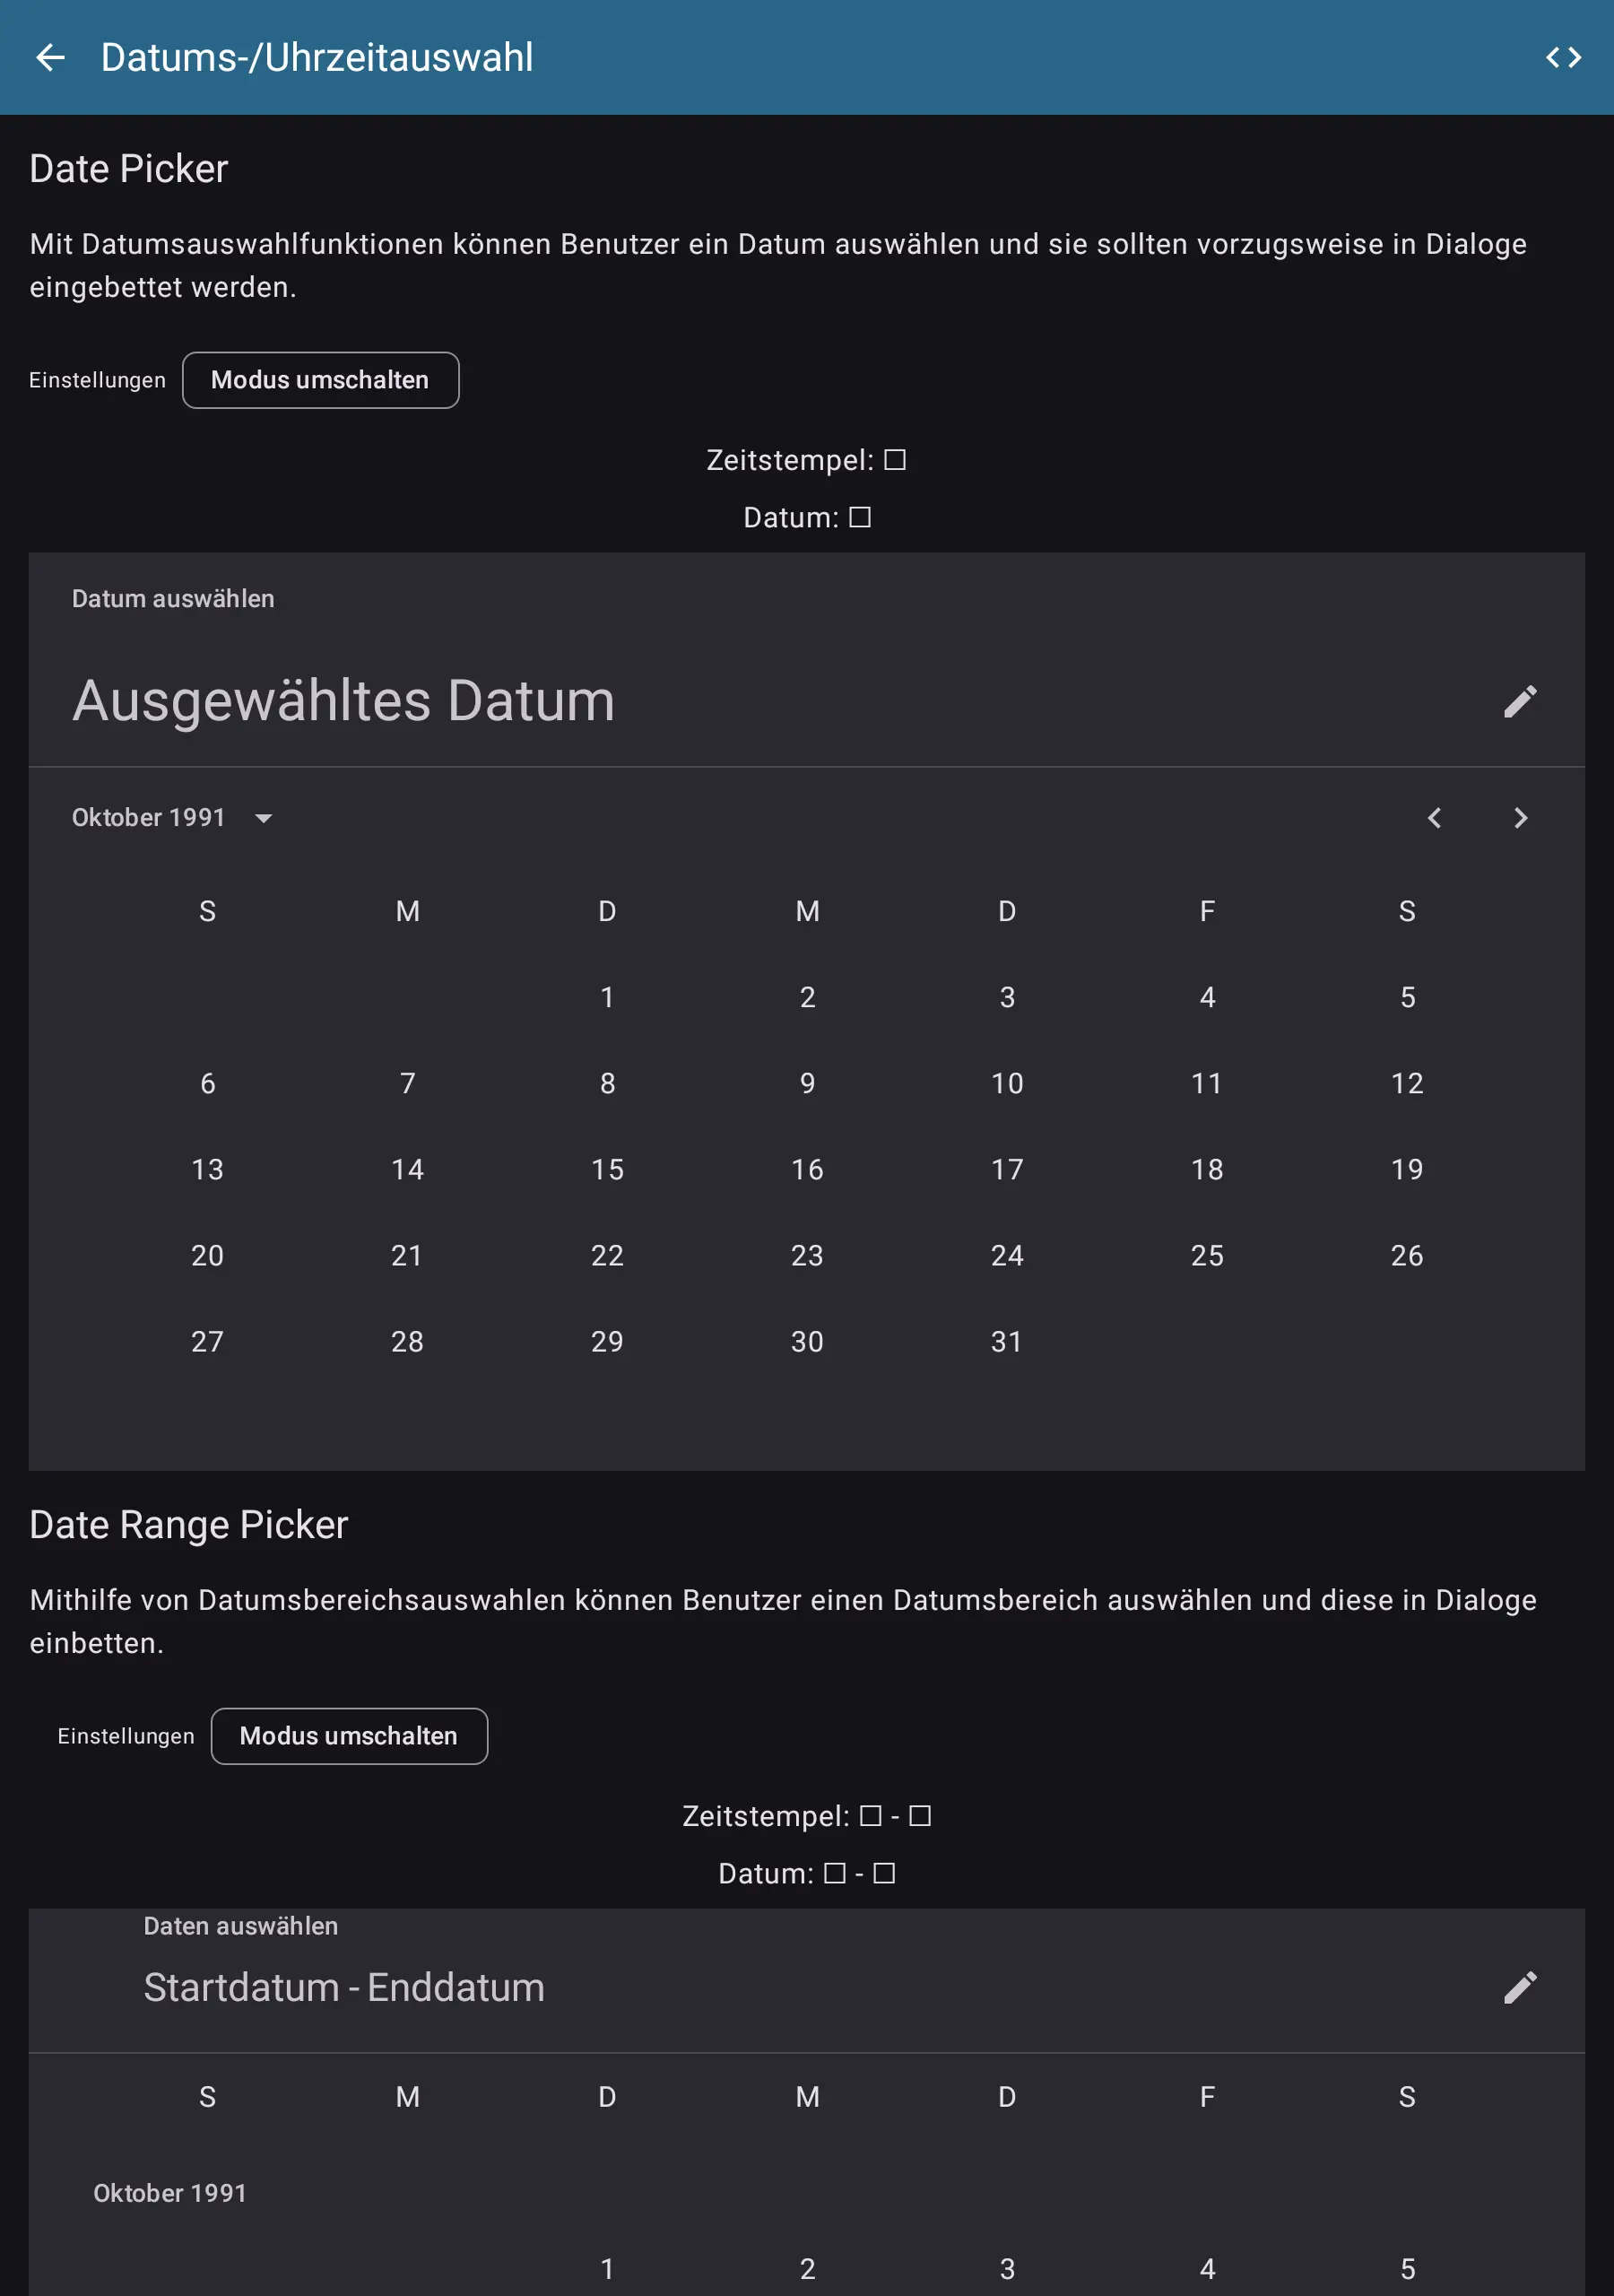 Datums-/Uhrzeitauswahl
Date Picker
Mit Datumsauswahlfunktionen können Benutzer ein Datum auswählen und sie sollten vorzugsweise in Dialoge
eingebettet werden.
Einstellungen Modus umschalten
Zeitstempel: ☐
Datum: ☐
Datum auswählen
Ausgewähltes Datum
Oktober 1991
S M D M D F S
1 2 3 4 5
6 7 8 9 10 11 12
13 14 15 16 17 18 19
20 21 22 23 24 25 26
27 28 29 30 31
Date Range Picker
Mithilfe von Datumsbereichsauswahlen können Benutzer einen Datumsbereich auswählen und diese in Dialoge
einbetten.
Einstellungen Modus umschalten
Zeitstempel: ☐ - ☐
Datum: ☐ - ☐
Daten auswählen
Startdatum - Enddatum
S M D M D F S
Oktober 1991
1 2 3 4 5